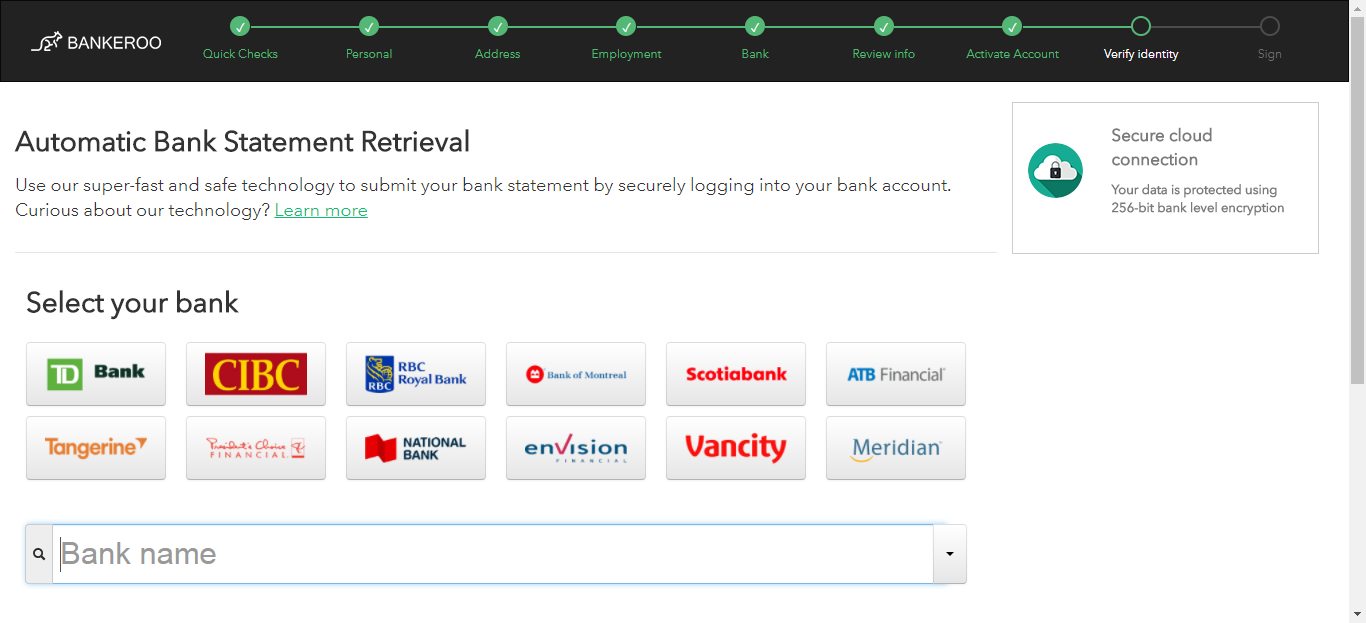 BANKEROO
Quick Checks
Personal
Address
Employment
Bank
Review info
Activate Account
Verify identity
Sign
Automatic Bank Statement Retrieval
Use our super-fast and safe technology to submit your bank statement by securely logging into your bank account.
Curious about our technology? Learn more
Secure cloud
connection
Your data is protected using
256-bit bank level encryption
Select your bank
TD Bank
CIBC
RBC
RBC
Royal Bank
Bank of Montreal
Scotiabank
ATB Financial
Tangerine
President's Choice
FINANCIAL
NATIONAL
BANK
envision
FINANCIAL
Vancity
Meridian
Bank name